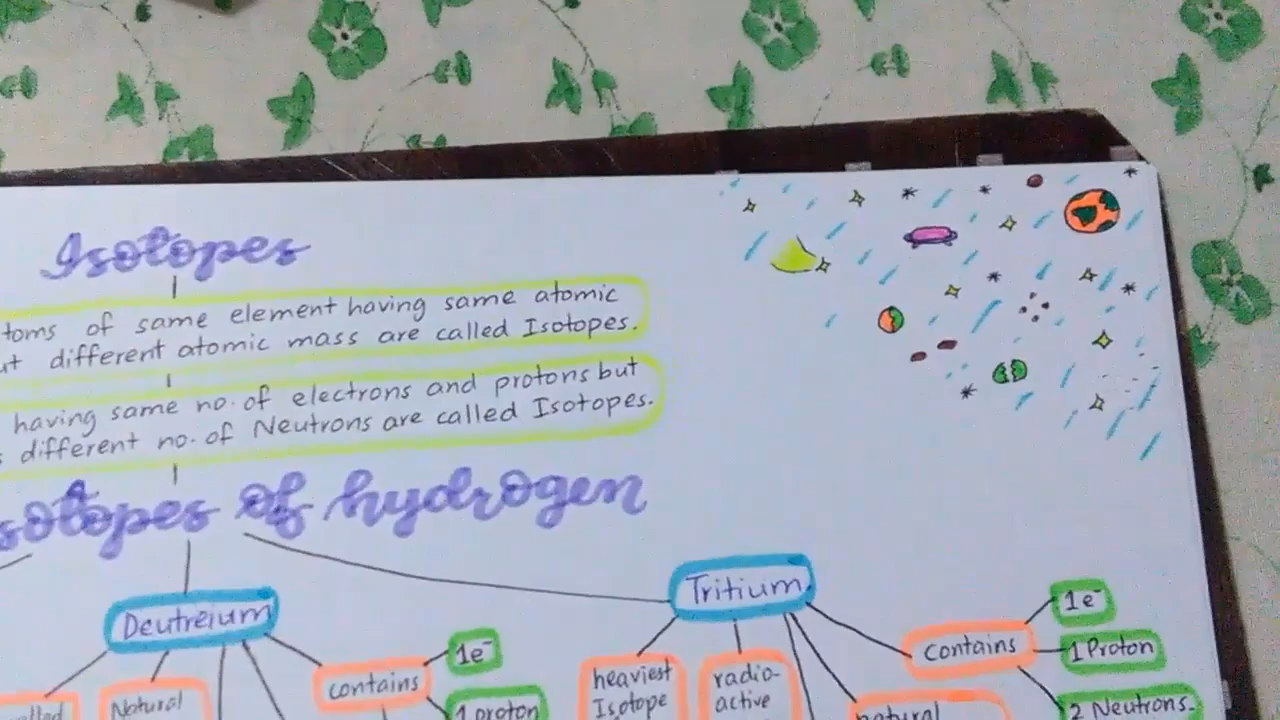 Isotopes
toms of same element having same atomic
ut different atomic mass are called Isotopes.
having same no. of electrons and protons but
s different no. of Neutrons are called Isotopes.
sotopes of hydrogen
Deutreium
Tritium
contains
1e⁻
1 proton
Natural
lled
heaviest
Isotope
radio-
active
natural
contains
1e⁻
1 Proton
2 Neutrons.